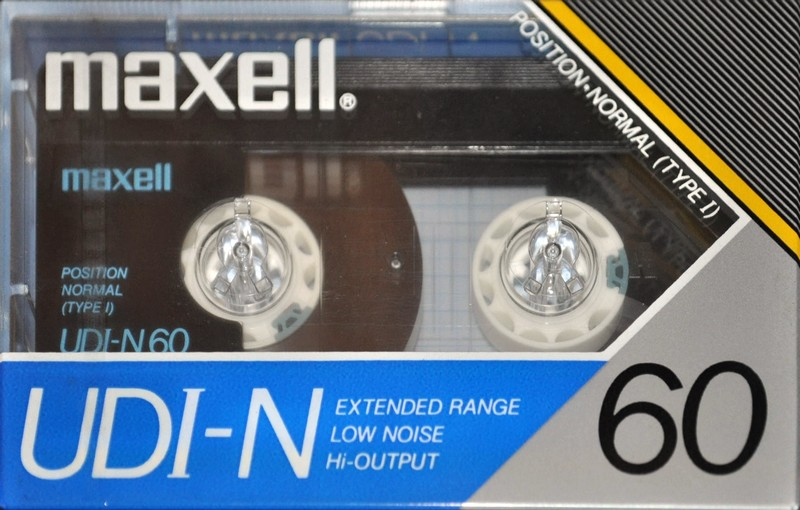 maxell®
POSITION•NORMAL (TYPE I)
maxell
POSITION
NORMAL
(TYPE I)
UDI-N 60
UDI-N
EXTENDED RANGE
LOW NOISE
Hi-OUTPUT
60